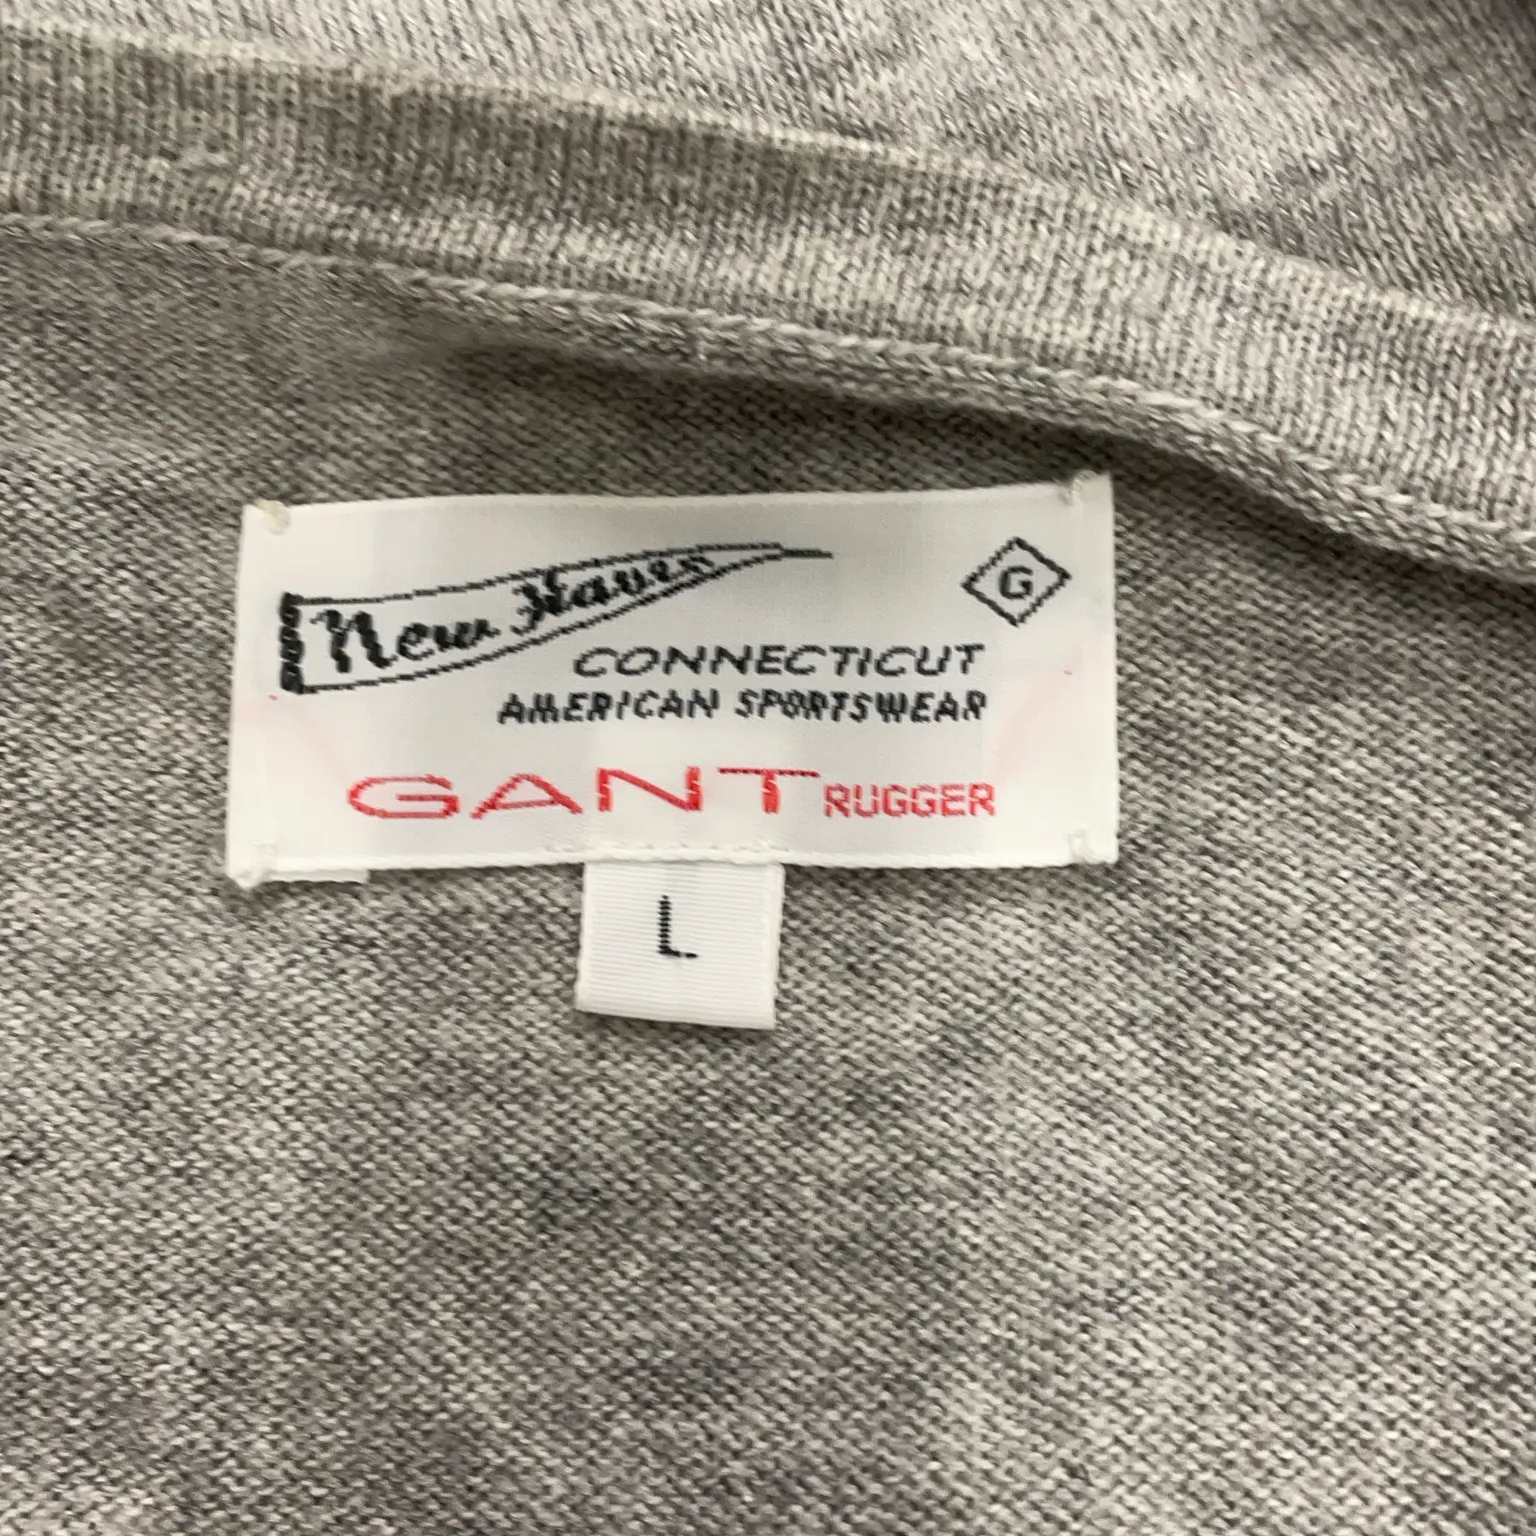 New Haven
G
CONNECTICUT
AMERICAN SPORTSWEAR
GANT RUGGER
L